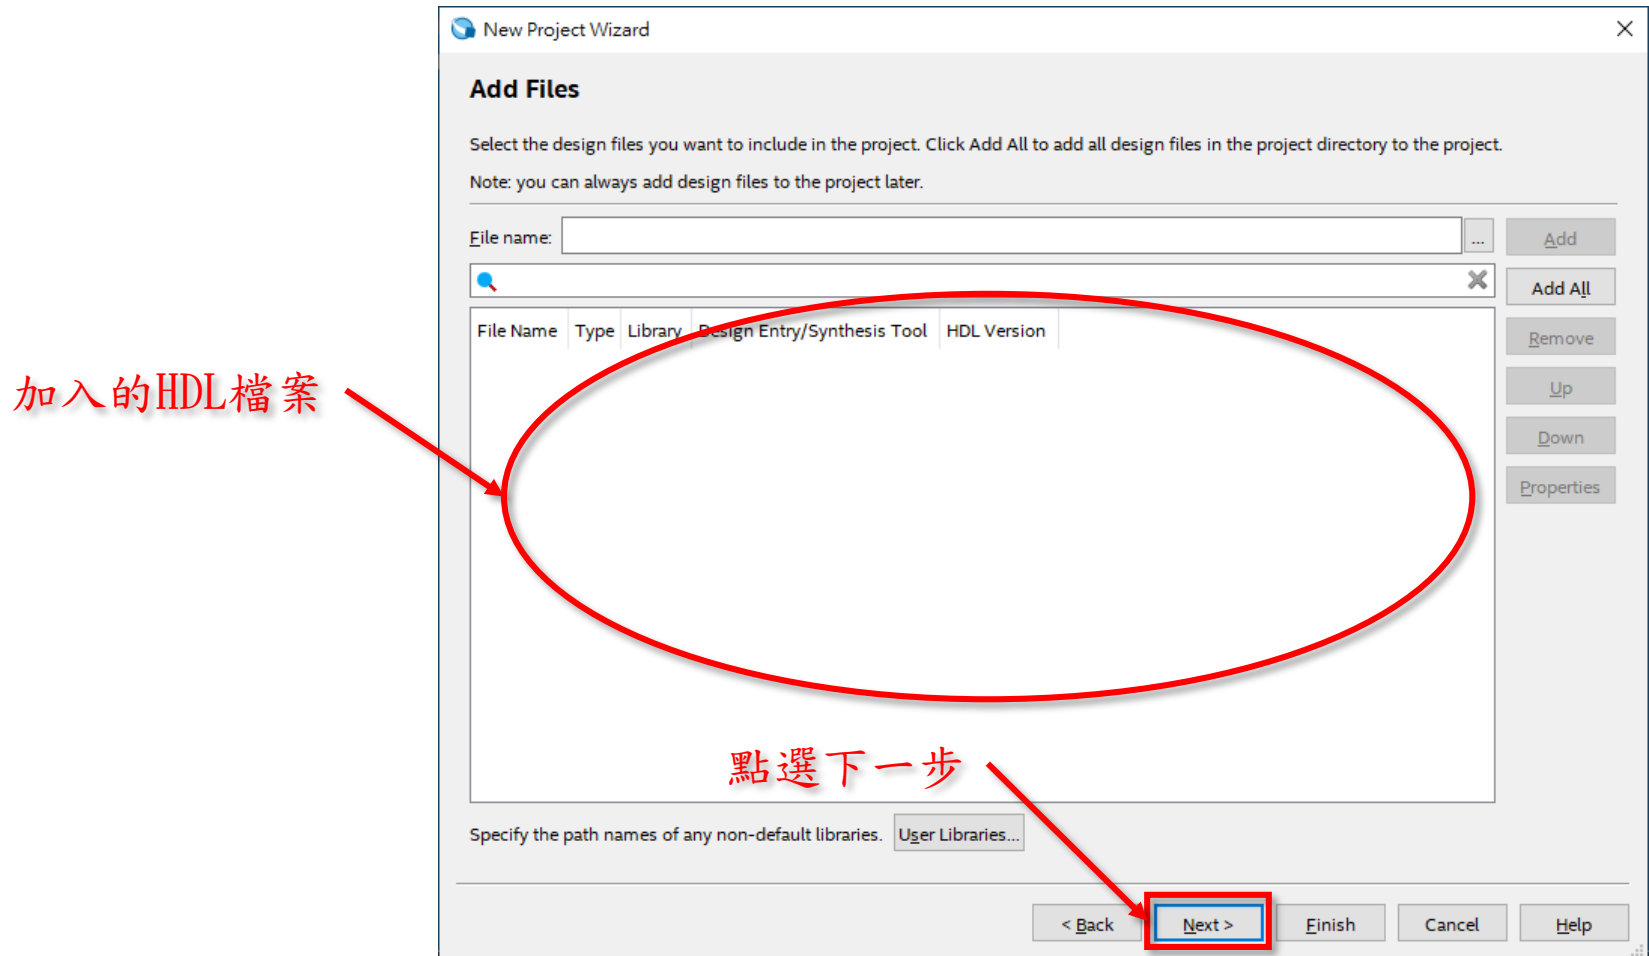 New Project Wizard
Add Files
Select the design files you want to include in the project. Click Add All to add all design files in the project directory to the project.
Note: you can always add design files to the project later.
File name: ... Add
Add All
File Name Type Library Design Entry/Synthesis Tool HDL Version
Remove
Up
加入的HDL檔案
Down
Properties
點選下一步
Specify the path names of any non-default libraries. User Libraries...
< Back Next > Finish Cancel Help